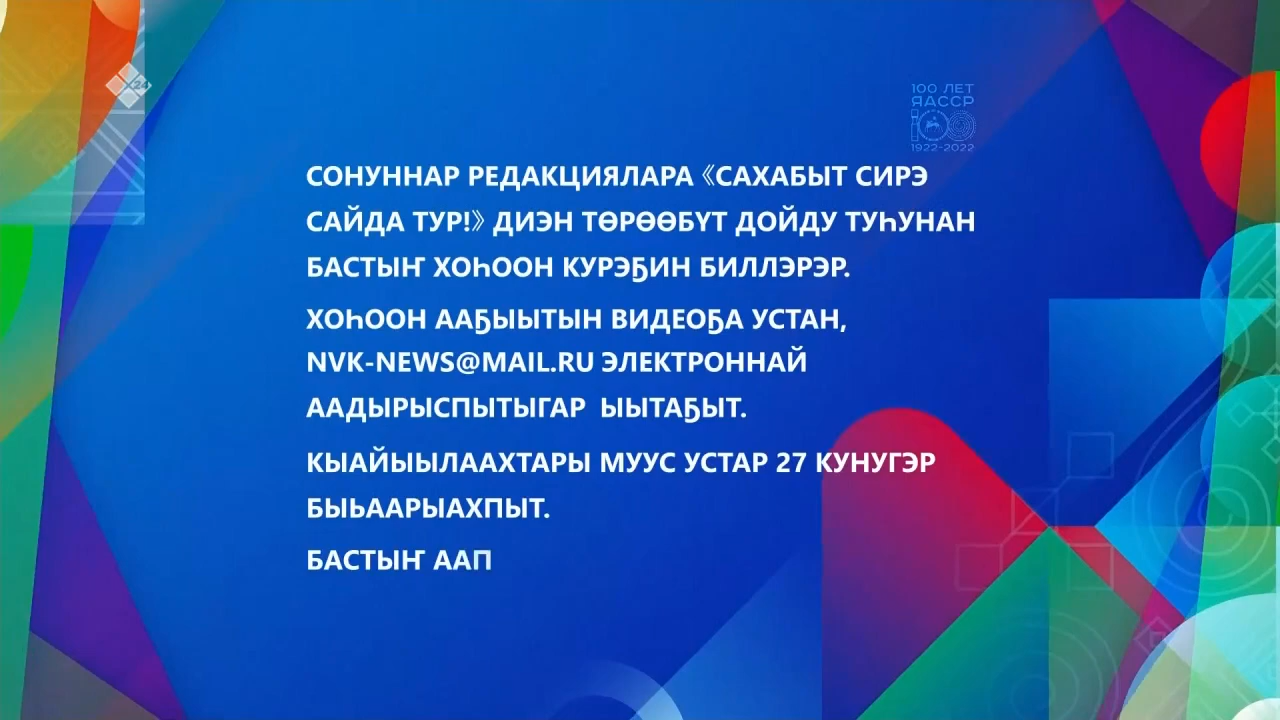 Х24
100 ЛЕТ
ЯАССР
100
1922-2022
СОНУННАР РЕДАКЦИЯЛАРА 《САХАБЫТ СИРЭ
САЙДА ТУР!》 ДИЭН ТӨРӨӨБҮТ ДОЙДУ ТУҺУНАН
БАСТЫҤ ХОҺООН КУРЭҔИН БИЛЛЭРЭР.
ХОҺООН ААҔЫЫТЫН ВИДЕОҔА УСТАН,
NVK-NEWS@MAIL.RU ЭЛЕКТРОННАЙ
ААДЫРЫСПЫТЫГАР ЫЫТАҔЫТ.
КЫАЙЫЫЛААХТАРЫ МУУС УСТАР 27 КУНУГЭР
БЫЬААРЫАХПЫТ.
БАСТЫҤ ААП